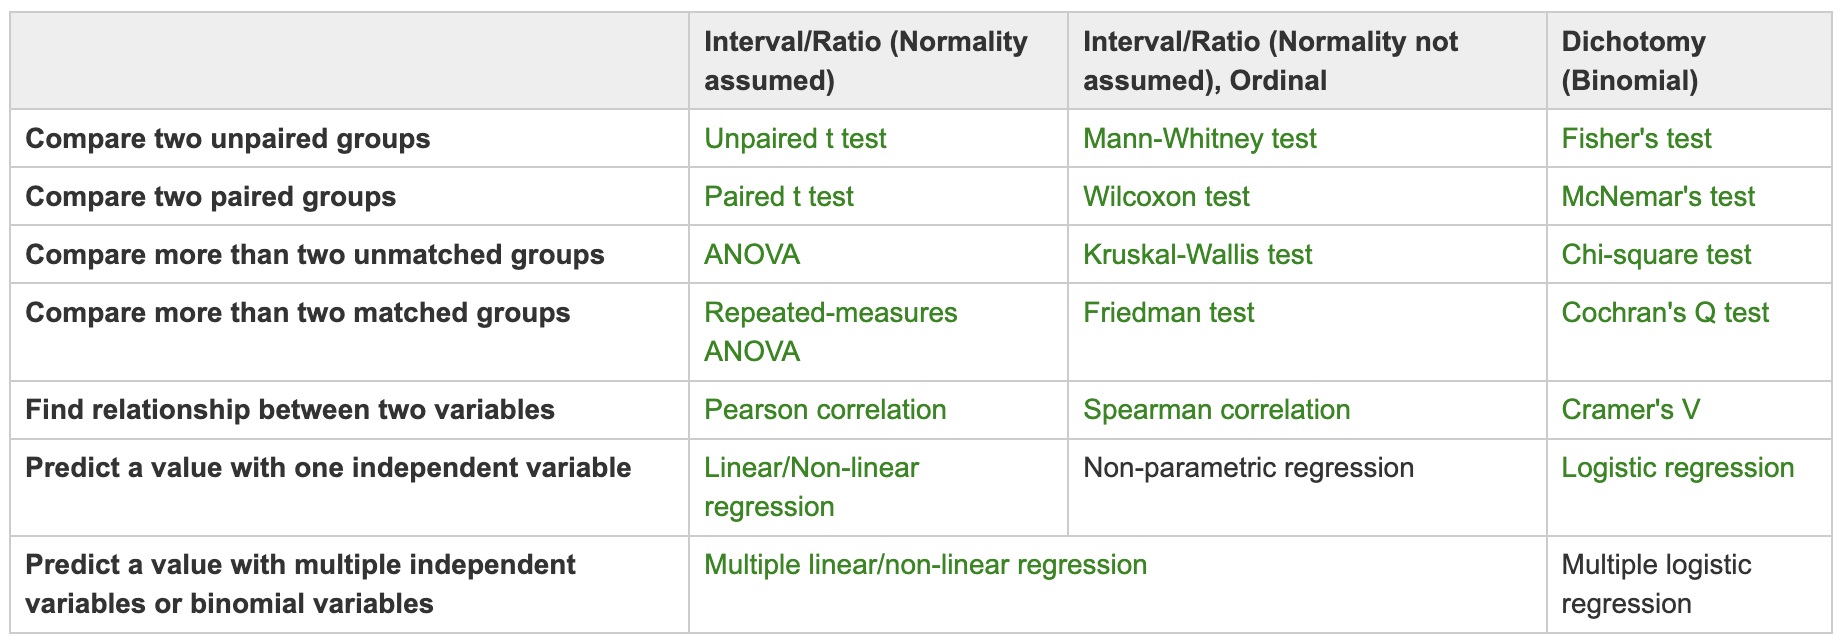 Interval/Ratio (Normality assumed)
Interval/Ratio (Normality not assumed), Ordinal
Dichotomy (Binomial)
Compare two unpaired groups
Unpaired t test
Mann-Whitney test
Fisher's test
Compare two paired groups
Paired t test
Wilcoxon test
McNemar's test
Compare more than two unmatched groups
ANOVA
Kruskal-Wallis test
Chi-square test
Compare more than two matched groups
Repeated-measures
ANOVA
Friedman test
Cochran's Q test
Find relationship between two variables
Pearson correlation
Spearman correlation
Cramer's V
Predict a value with one independent variable
Linear/Non-linear
regression
Non-parametric regression
Logistic regression
Predict a value with multiple independent
variables or binomial variables
Multiple linear/non-linear regression
Multiple logistic
regression